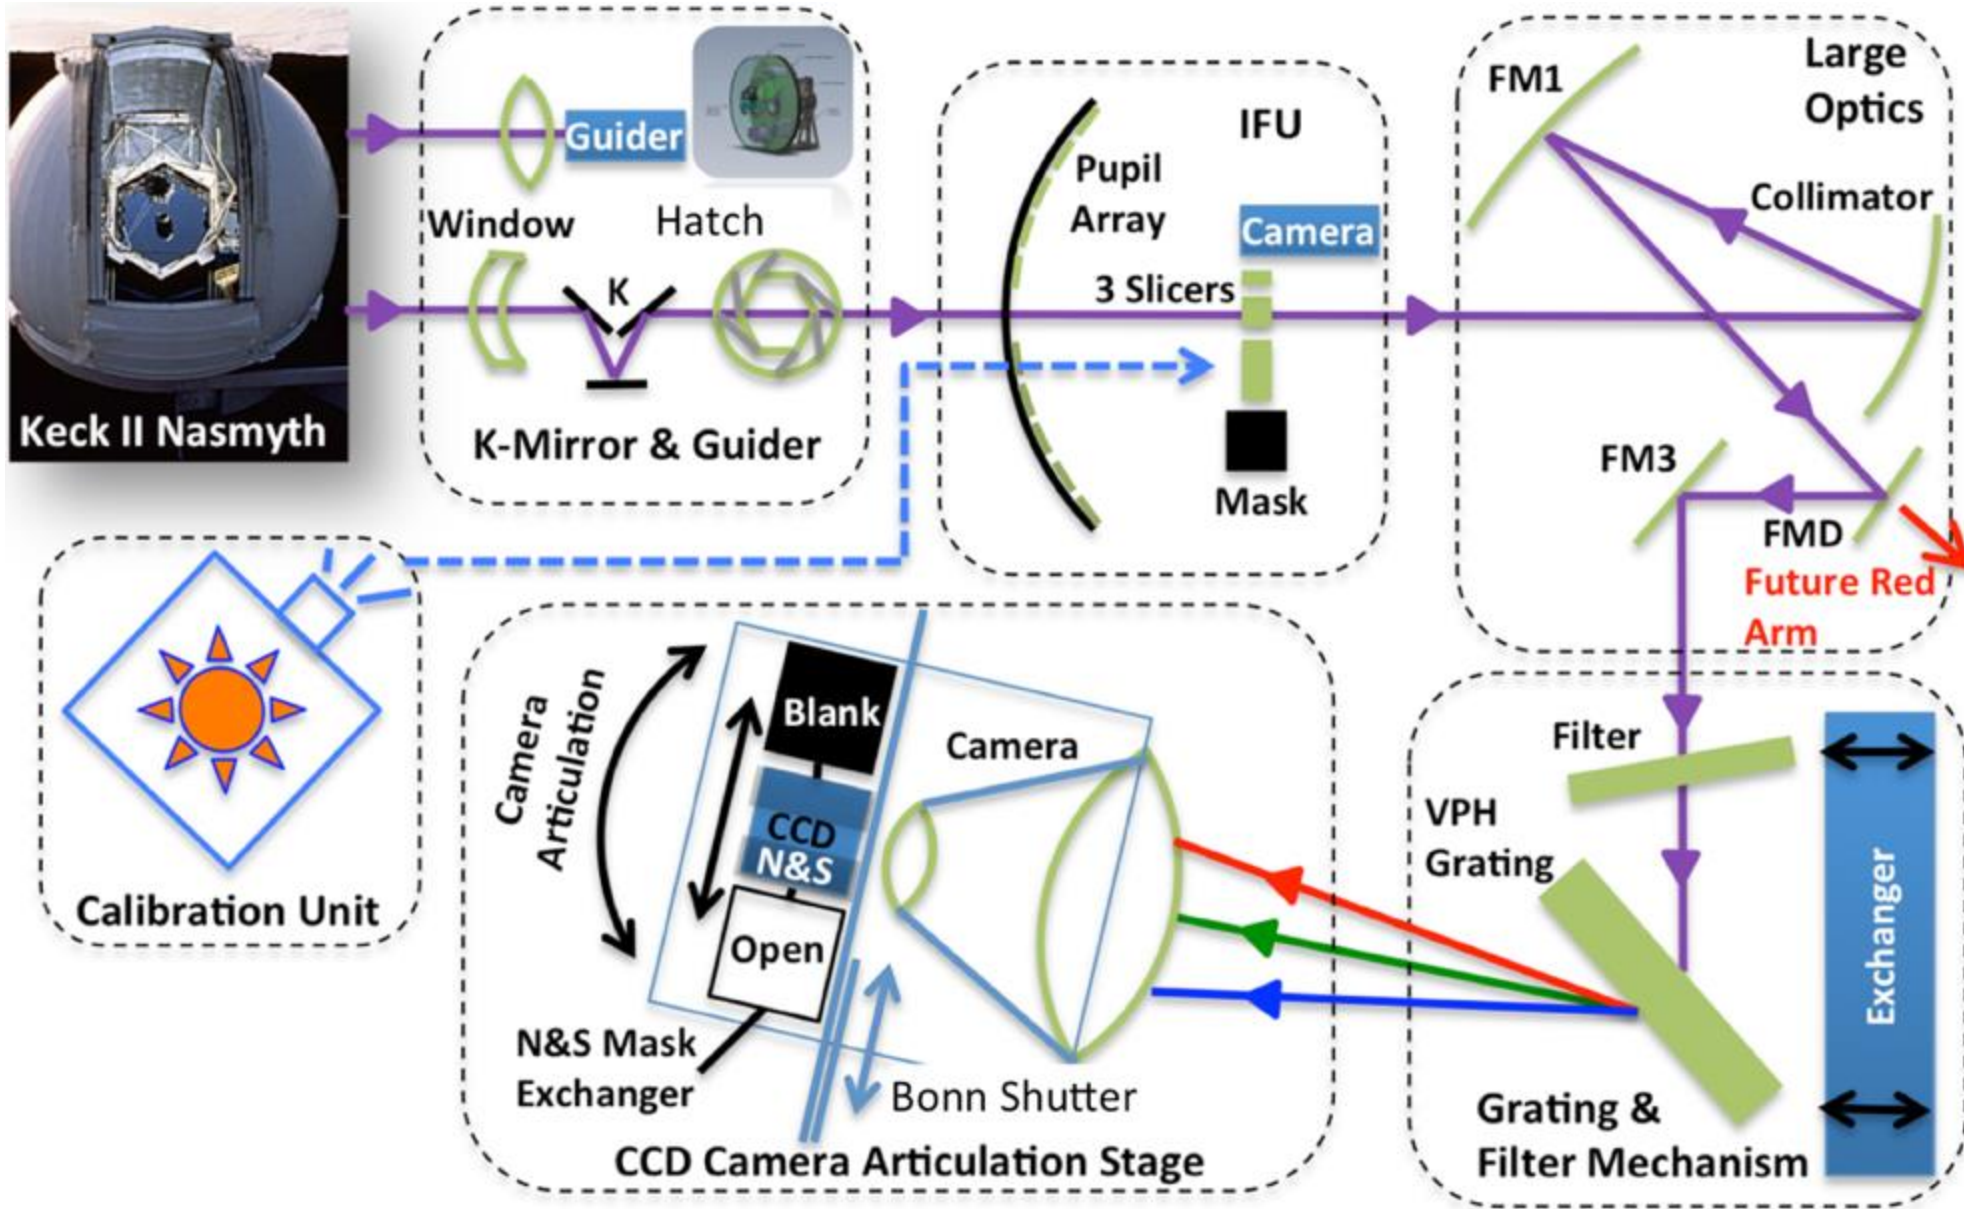 Keck II Nasmyth
Guider
Window
Hatch
K
K-Mirror & Guider
IFU
Pupil
Array
Camera
3 Slicers
Mask
Large
Optics
FM1
Collimator
FM3
FMD
Future Red
Arm
Calibration Unit
Camera
Articulation
Blank
CCD
N&S
Open
Camera
N&S Mask
Exchanger
Bonn Shutter
CCD Camera Articulation Stage
Filter
VPH
Grating
Exchanger
Grating &
Filter Mechanism